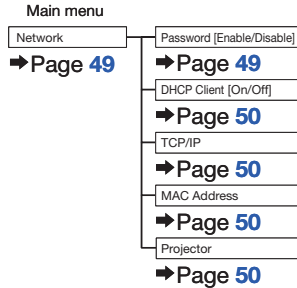 Main menu
Network
➡Page 49
Password [Enable/Disable]
➡Page 49
DHCP Client [On/Off]
➡Page 50
TCP/IP
➡Page 50
MAC Address
➡Page 50
Projector
➡Page 50